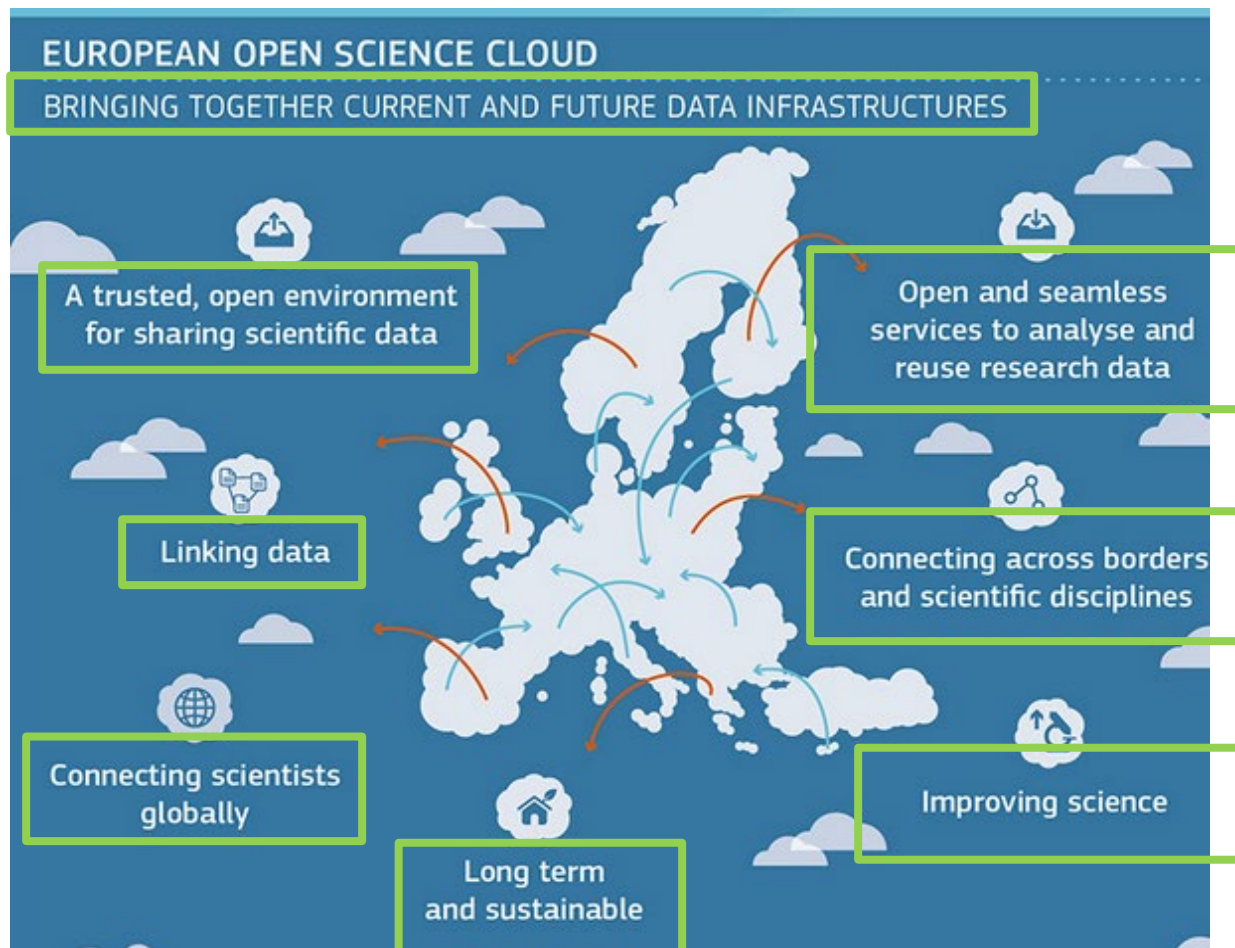 EUROPEAN OPEN SCIENCE CLOUD
BRINGING TOGETHER CURRENT AND FUTURE DATA INFRASTRUCTURES
A trusted, open environment
for sharing scientific data
Open and seamless
services to analyse and
reuse research data
Linking data
Connecting across borders
and scientific disciplines
Connecting scientists
globally
Improving science
Long term
and sustainable